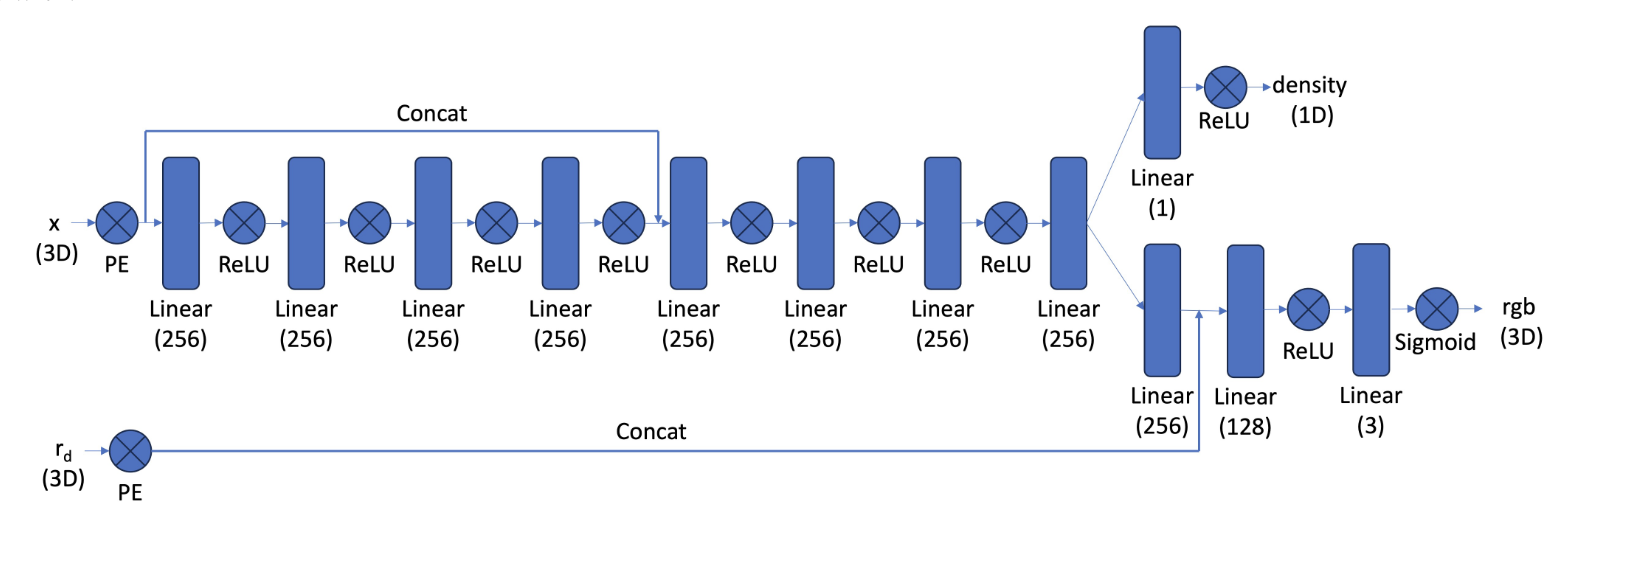 density
(1D)
ReLU
Linear
(1)
Concat
x
(3D)
PE
ReLU
ReLU
ReLU
ReLU
ReLU
ReLU
ReLU
Linear
(256)
Linear
(256)
Linear
(256)
Linear
(256)
Linear
(256)
Linear
(256)
Linear
(256)
Linear
(256)
rgb
(3D)
ReLU
Sigmoid
Linear
(256)
Linear
(128)
Linear
(3)
Concat
rd
(3D)
PE